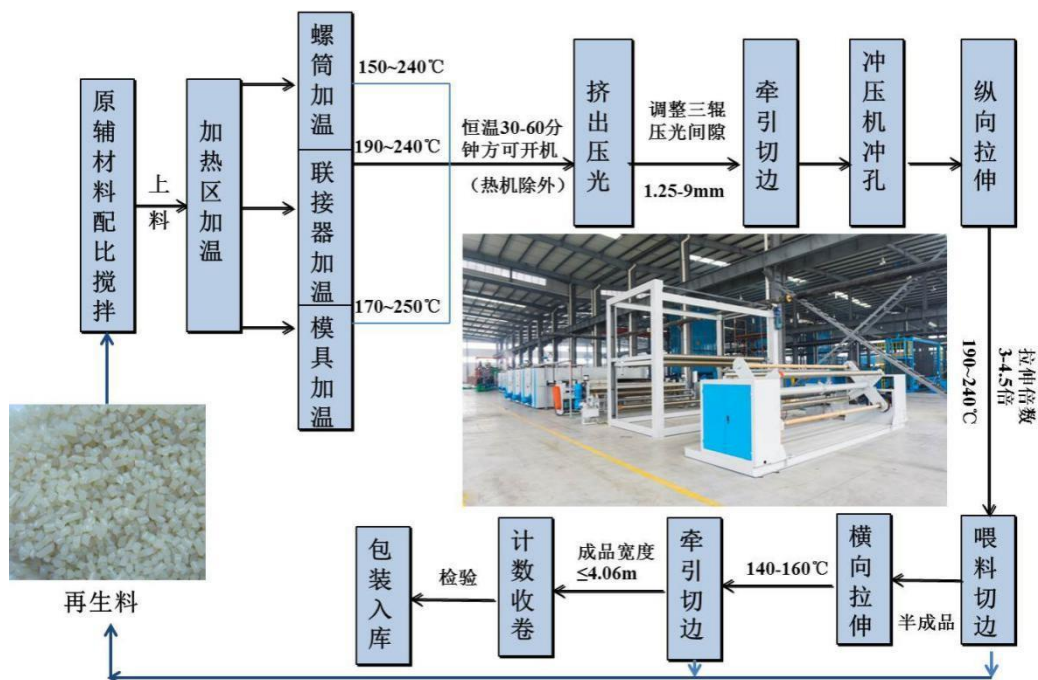 原辅材料配比搅拌
上料
加热区加温
螺筒加温
联接器加温
模具加温
150~240℃
190~240℃
170~250℃
恒温30-60分
钟方可开机
（热机除外）
挤出压光
调整三辊
压光间隙
1.25-9mm
牵引切边
冲压机冲孔
纵向拉伸
190~240℃
拉伸倍数
3-4.5倍
喂料切边
半成品
横向拉伸
140-160℃
牵引切边
成品宽度
≤4.06m
计数收卷
检验
包装入库
再生料